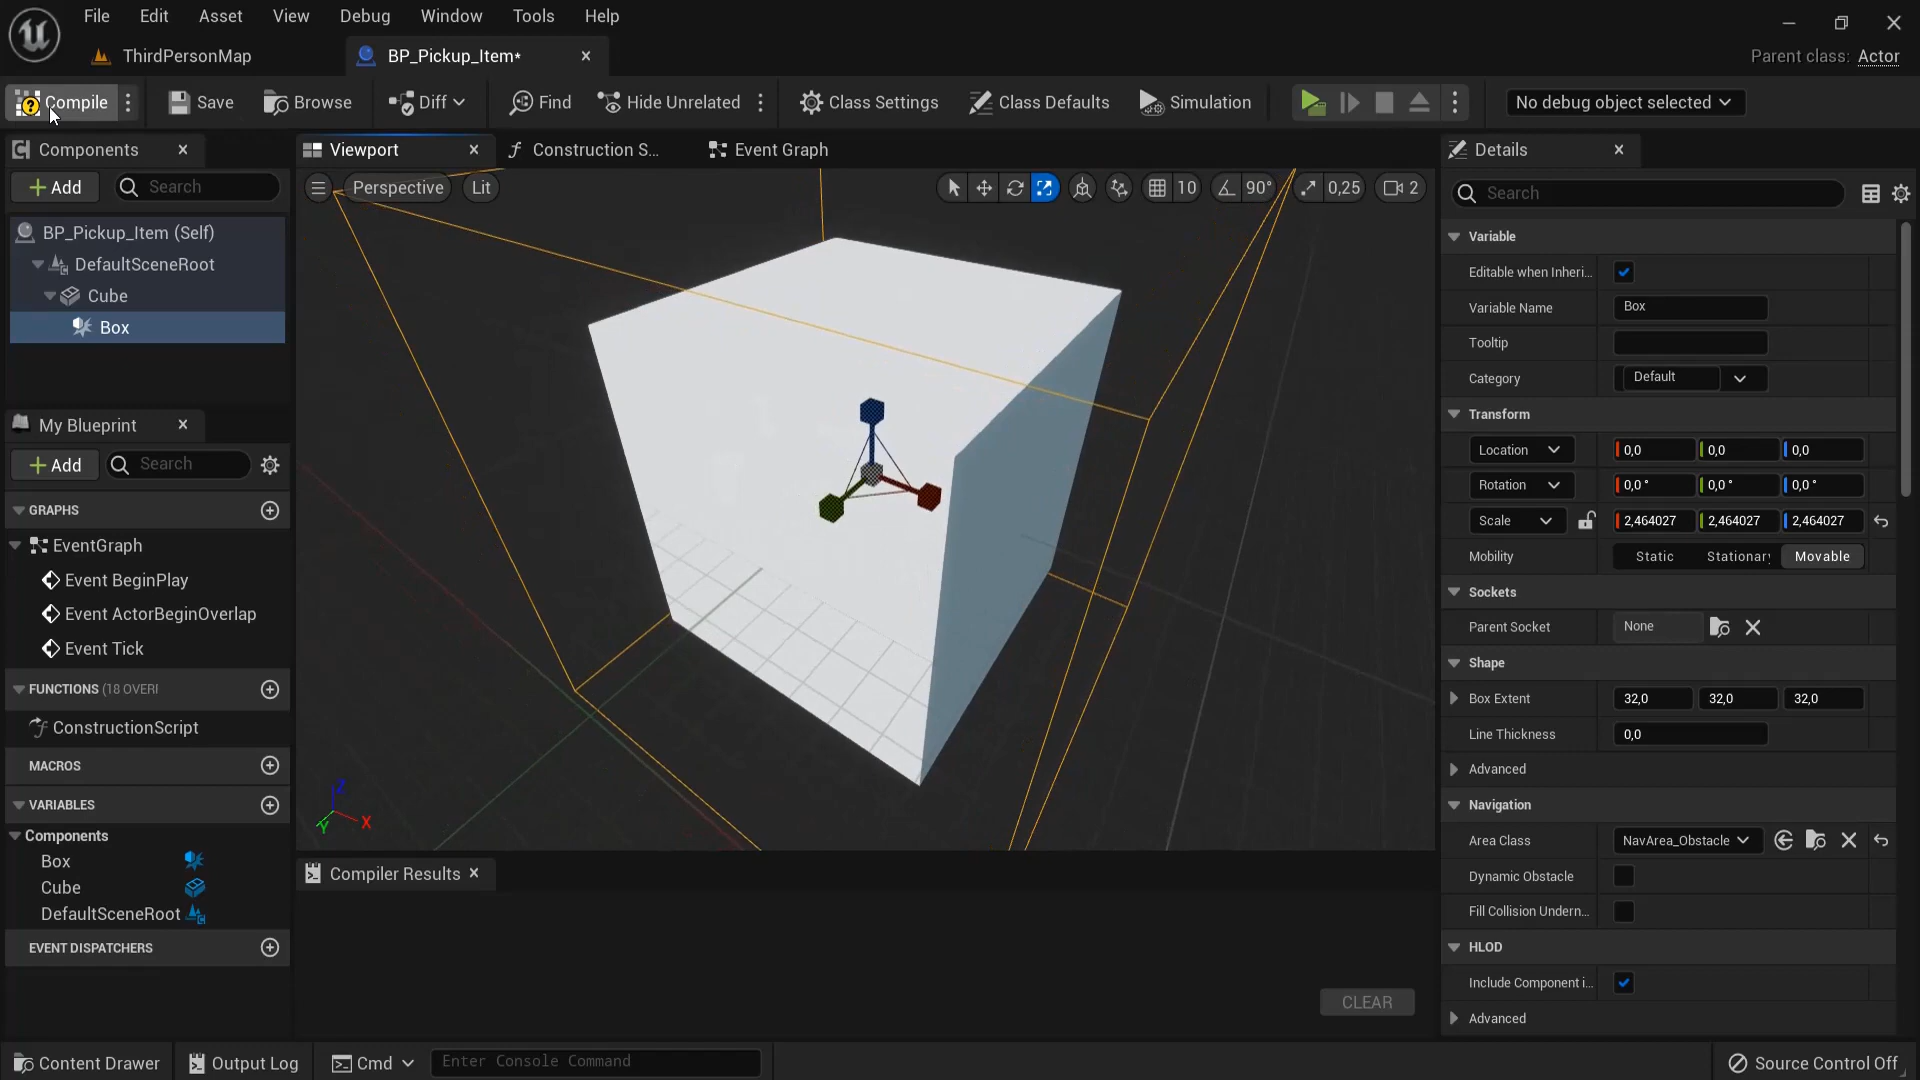 File Edit Asset View Debug Window Tools Help
ThirdPersonMap BP_Pickup_Item* Parent class: Actor
Compile Save Browse Diff Find Hide Unrelated Class Settings Class Defaults Simulation No debug object selected
Components Viewport Construction S... Event Graph Details
Add Search Perspective Lit 10 90° 0,25 2 Search
BP_Pickup_Item (Self)
DefaultSceneRoot
Cube
Box
My Blueprint
Add Search
GRAPHS
EventGraph
Event BeginPlay
Event ActorBeginOverlap
Event Tick
FUNCTIONS (18 OVERI
ConstructionScript
MACROS
VARIABLES
Components
Box
Cube
DefaultSceneRoot
EVENT DISPATCHERS
Z
Y X
Compiler Results
CLEAR
Variable
Editable when Inheri...
Variable Name Box
Tooltip
Category Default
Transform
Location 0,0 0,0 0,0
Rotation 0,0 ° 0,0 ° 0,0 °
Scale 2,464027 2,464027 2,464027
Mobility Static Stationary Movable
Sockets
Parent Socket None
Shape
Box Extent 32,0 32,0 32,0
Line Thickness 0,0
Advanced
Navigation
Area Class NavArea_Obstacle
Dynamic Obstacle
Fill Collision Undern...
HLOD
Include Component i...
Advanced
Content Drawer Output Log Cmd Enter Console Command Source Control Off